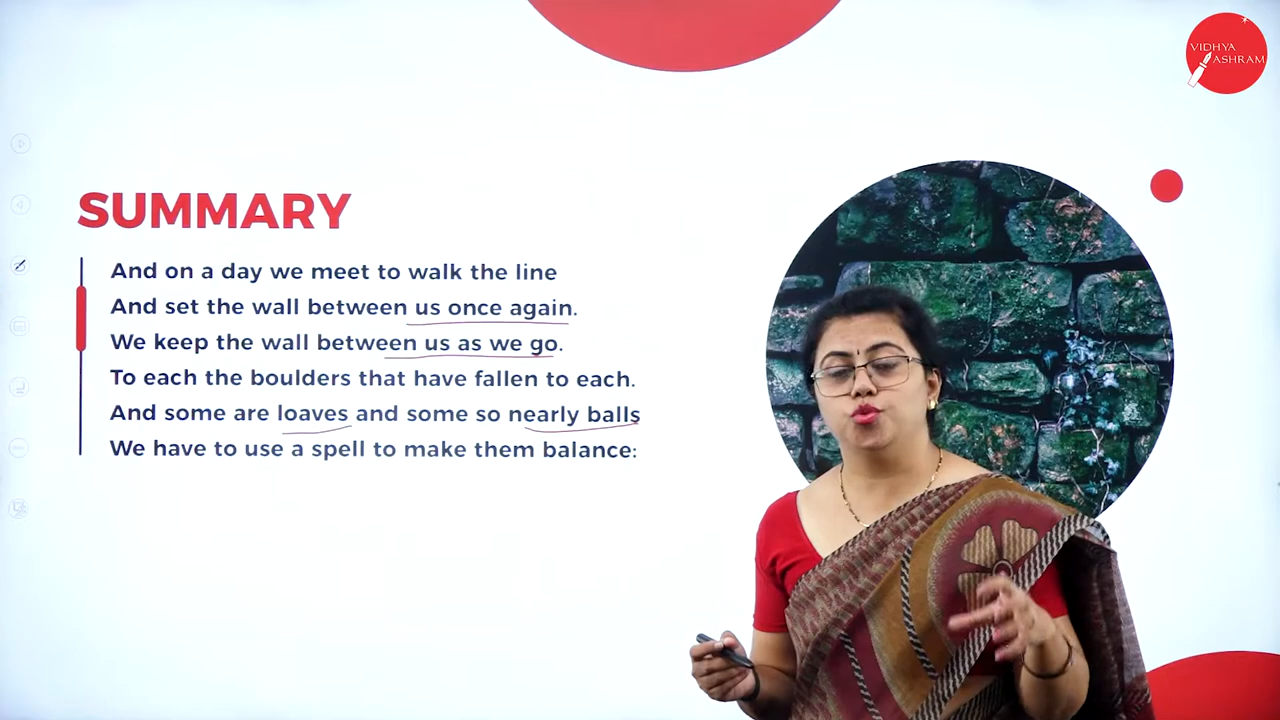 VIDHYA
ASHRAM
SUMMARY
And on a day we meet to walk the line
And set the wall between us once again.
We keep the wall between us as we go.
To each the boulders that have fallen to each.
And some are loaves and some so nearly balls
We have to use a spell to make them balance: